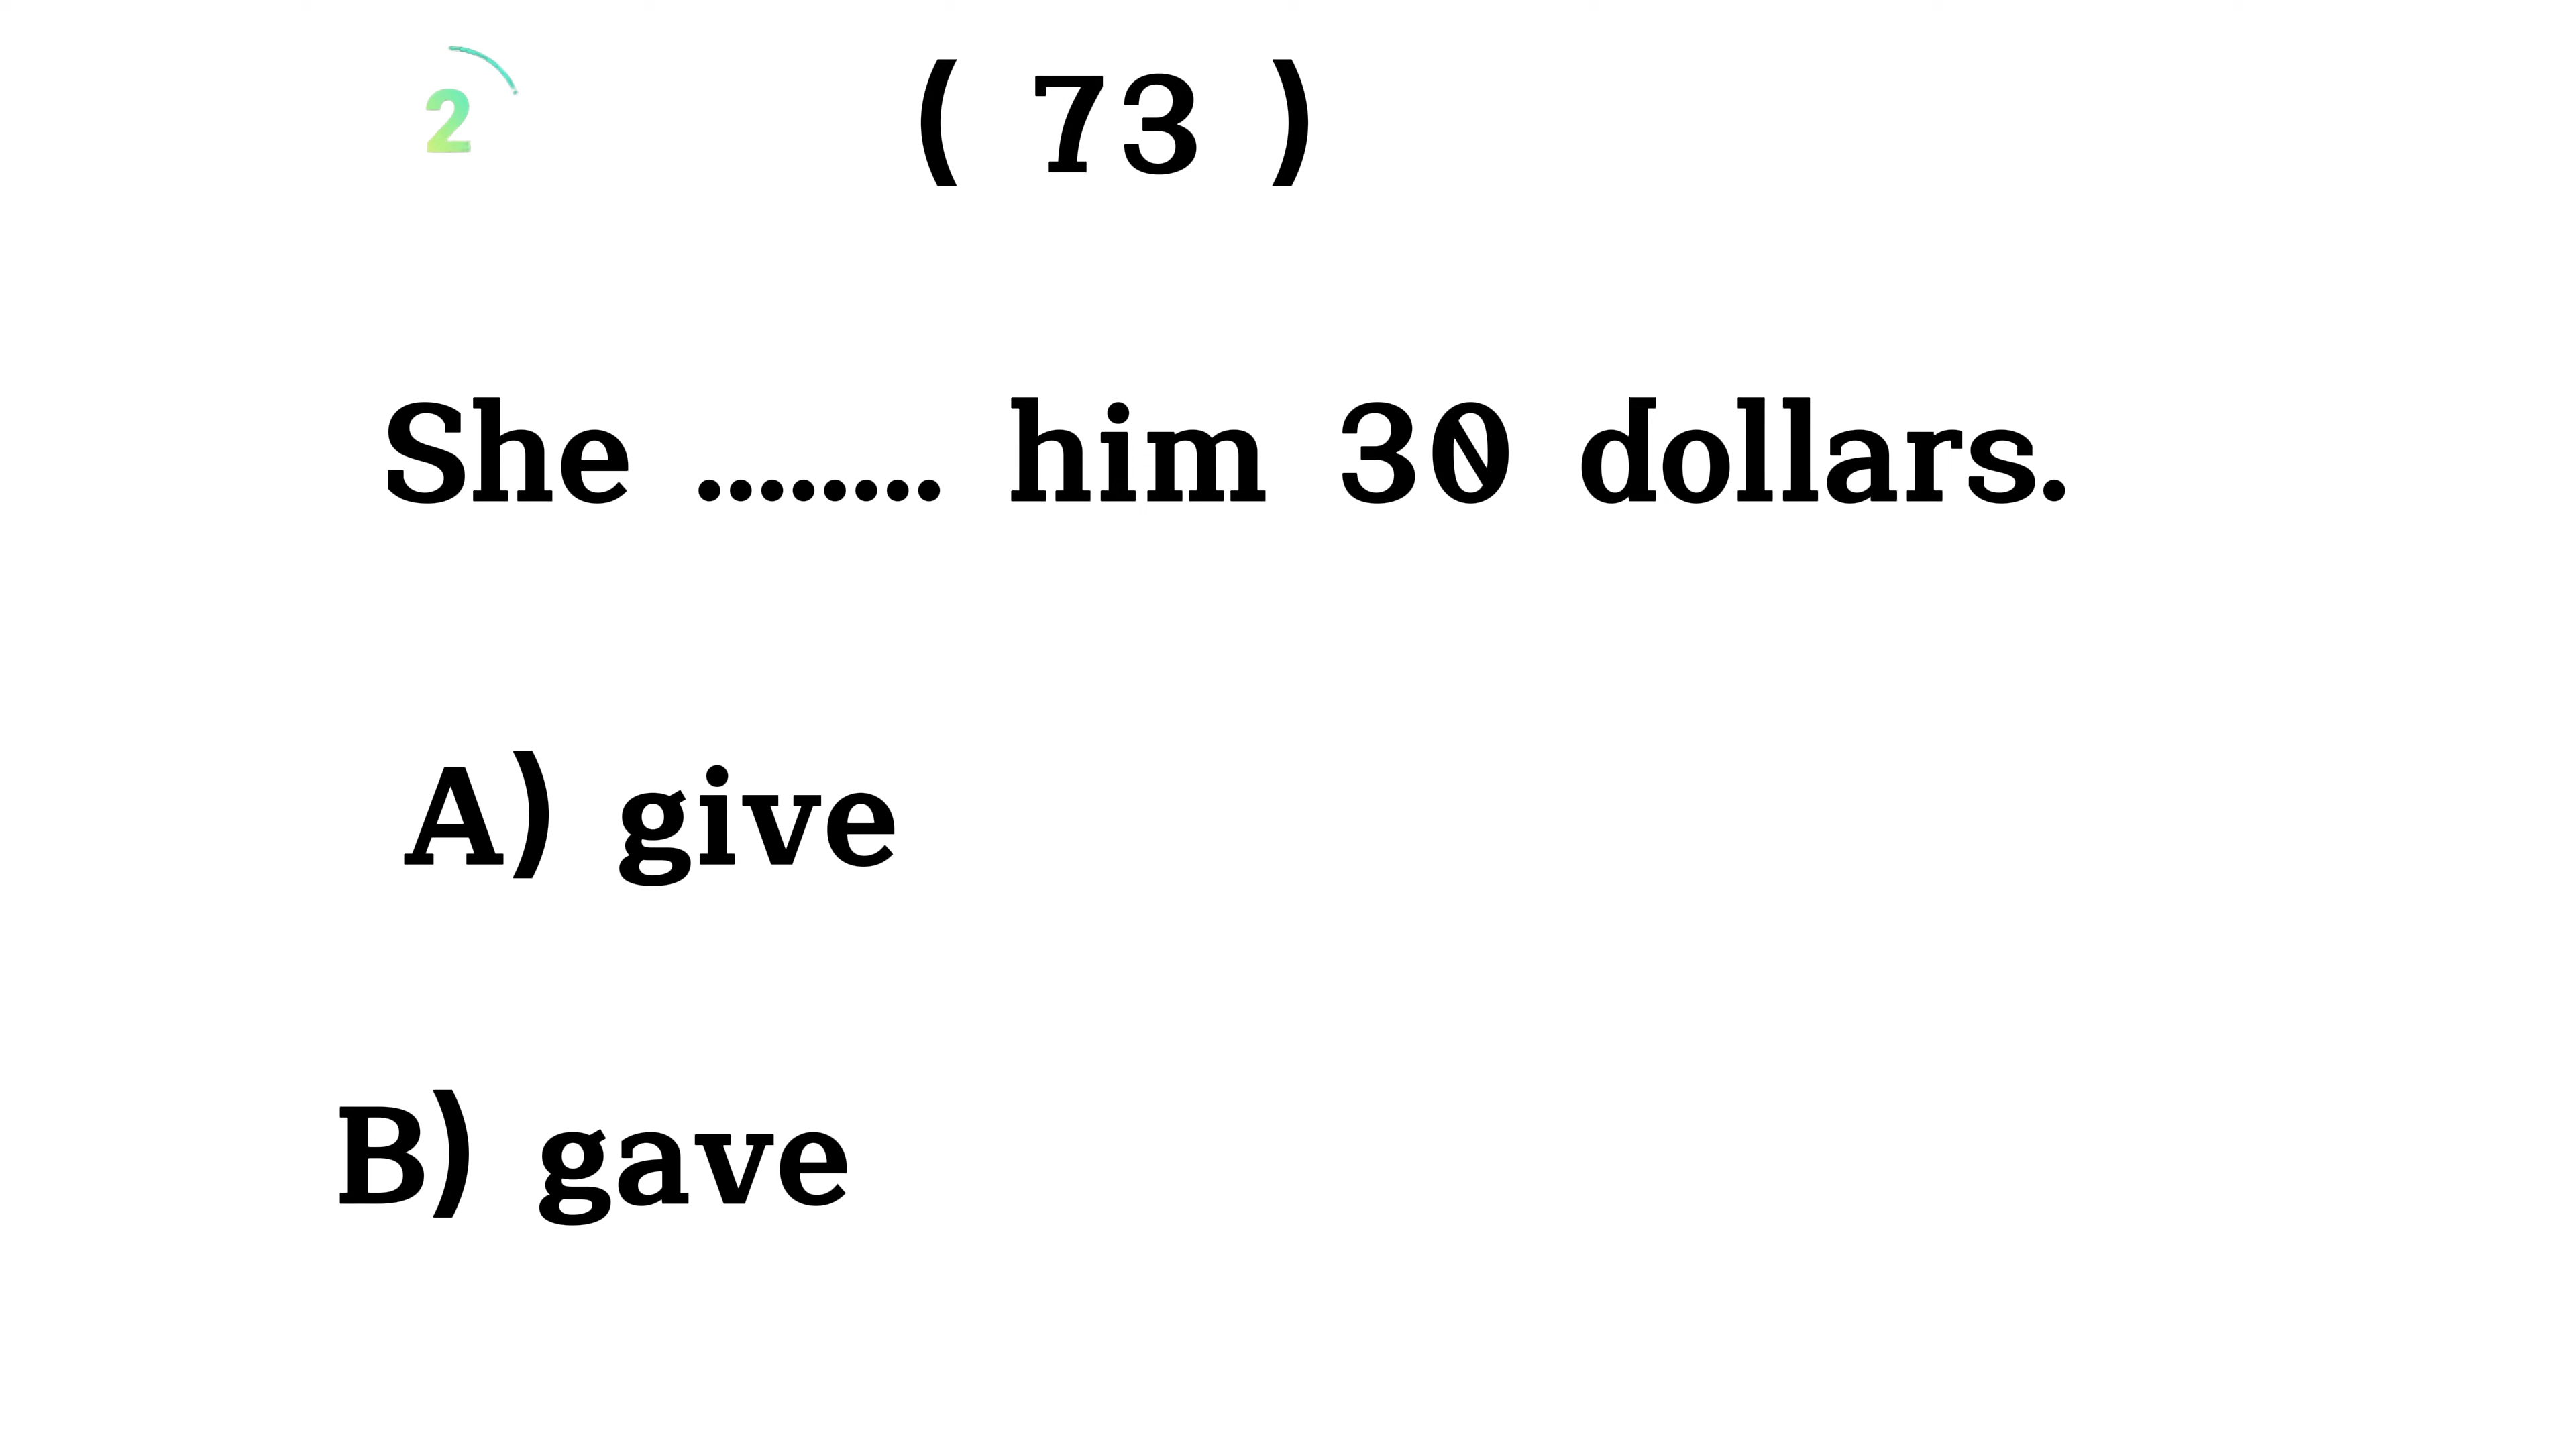 2
( 73 )
She ........ him 30 dollars.
A) give
B) gave